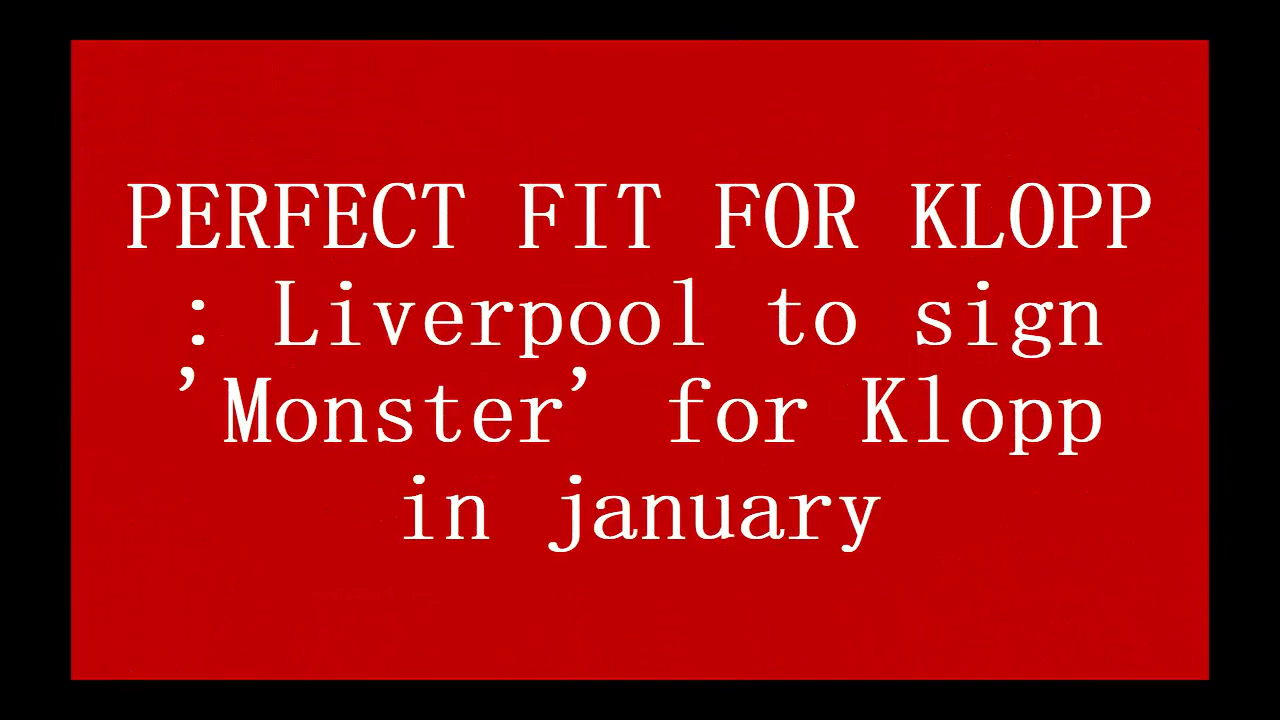 PERFECT FIT FOR KLOPP
: Liverpool to sign
'Monster' for Klopp
in january